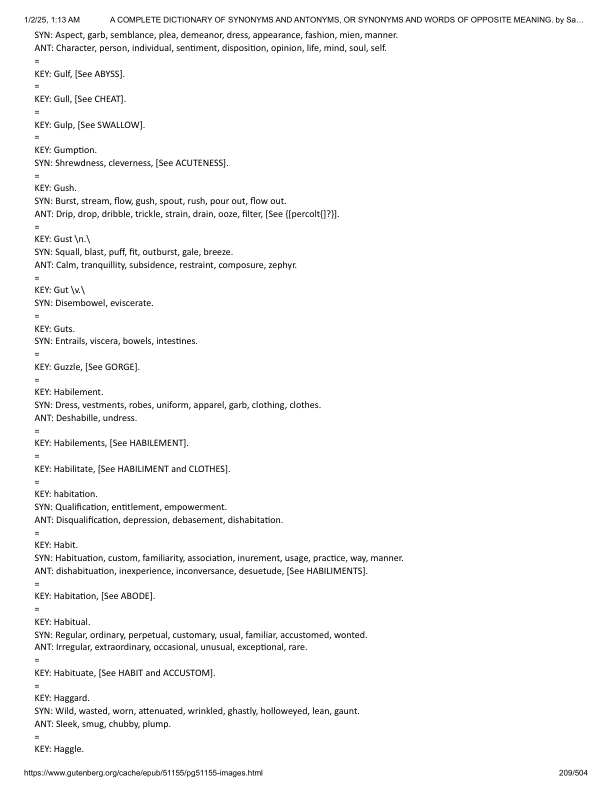 1/2/25, 1:13 AM A COMPLETE DICTIONARY OF SYNONYMS AND ANTONYMS, OR SYNONYMS AND WORDS OF OPPOSITE MEANING. by Sa…
SYN: Aspect, garb, semblance, plea, demeanor, dress, appearance, fashion, mien, manner.
ANT: Character, person, individual, sentiment, disposition, opinion, life, mind, soul, self.
=
KEY: Gulf, [See ABYSS].
=
KEY: Gull, [See CHEAT].
=
KEY: Gulp, [See SWALLOW].
=
KEY: Gumption.
SYN: Shrewdness, cleverness, [See ACUTENESS].
=
KEY: Gush.
SYN: Burst, stream, flow, gush, spout, rush, pour out, flow out.
ANT: Drip, drop, dribble, trickle, strain, drain, ooze, filter, [See {[percolt{]?}].
=
KEY: Gust \n.\
SYN: Squall, blast, puff, fit, outburst, gale, breeze.
ANT: Calm, tranquillity, subsidence, restraint, composure, zephyr.
=
KEY: Gut \v.\
SYN: Disembowel, eviscerate.
=
KEY: Guts.
SYN: Entrails, viscera, bowels, intestines.
=
KEY: Guzzle, [See GORGE].
=
KEY: Habilement.
SYN: Dress, vestments, robes, uniform, apparel, garb, clothing, clothes.
ANT: Deshabille, undress.
=
KEY: Habilements, [See HABILEMENT].
=
KEY: Habilitate, [See HABILIMENT and CLOTHES].
=
KEY: habitation.
SYN: Qualification, entitlement, empowerment.
ANT: Disqualification, depression, debasement, dishabitation.
=
KEY: Habit.
SYN: Habituation, custom, familiarity, association, inurement, usage, practice, way, manner.
ANT: dishabituation, inexperience, inconversance, desuetude, [See HABILIMENTS].
=
KEY: Habitation, [See ABODE].
=
KEY: Habitual.
SYN: Regular, ordinary, perpetual, customary, usual, familiar, accustomed, wonted.
ANT: Irregular, extraordinary, occasional, unusual, exceptional, rare.
=
KEY: Habituate, [See HABIT and ACCUSTOM].
=
KEY: Haggard.
SYN: Wild, wasted, worn, attenuated, wrinkled, ghastly, holloweyed, lean, gaunt.
ANT: Sleek, smug, chubby, plump.
=
KEY: Haggle.
https://www.gutenberg.org/cache/epub/51155/pg51155-images.html 209/504